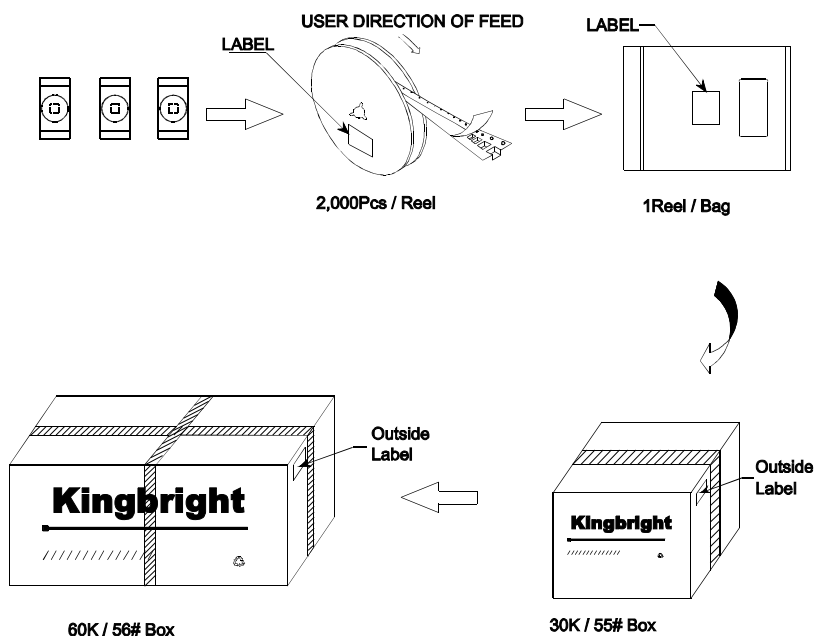 USER DIRECTION OF FEED
LABEL
LABEL
2,000Pcs / Reel
1Reel / Bag
Outside
Label
Kingbright
60K / 56# Box
Outside
Label
Kingbright
30K / 55# Box